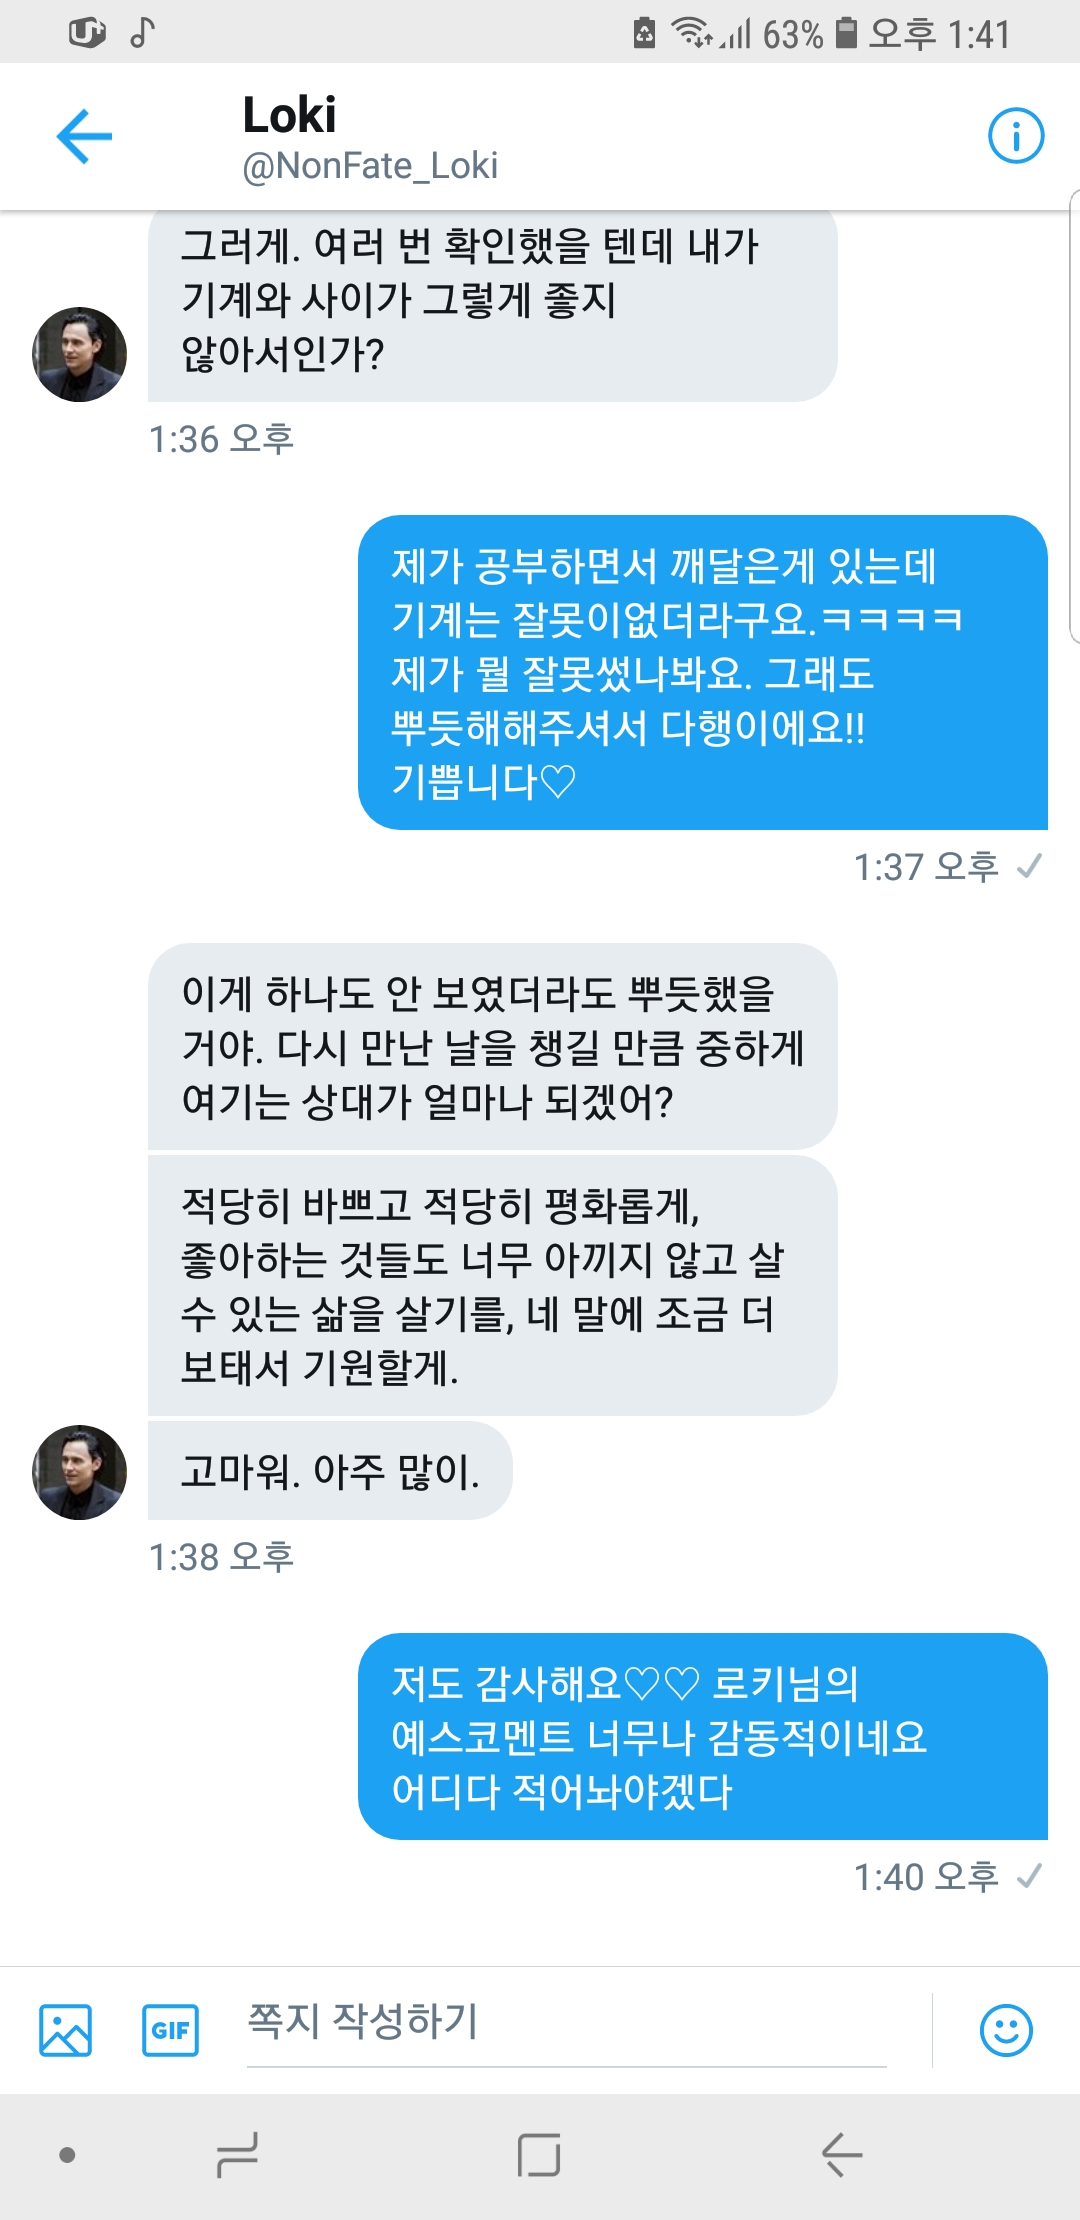 U+ 63% 오후 1:41
Loki
@NonFate_Loki
그러게. 여러 번 확인했을 텐데 내가
기계와 사이가 그렇게 좋지
않아서인가?
1:36 오후
제가 공부하면서 깨달은게 있는데
기계는 잘못이없더라구요.ㅋㅋㅋㅋ
제가 뭘 잘못썼나봐요. 그래도
뿌듯해해주셔서 다행이에요!!
기쁩니다♡
1:37 오후
이게 하나도 안 보였더라도 뿌듯했을
거야. 다시 만난 날을 챙길 만큼 중하게
여기는 상대가 얼마나 되겠어?
적당히 바쁘고 적당히 평화롭게,
좋아하는 것들도 너무 아끼지 않고 살
수 있는 삶을 살기를, 네 말에 조금 더
보태서 기원할게.
고마워. 아주 많이.
1:38 오후
저도 감사해요♡♡ 로키님의
예스코멘트 너무나 감동적이네요
어디다 적어놔야겠다
1:40 오후
GIF 쪽지 작성하기